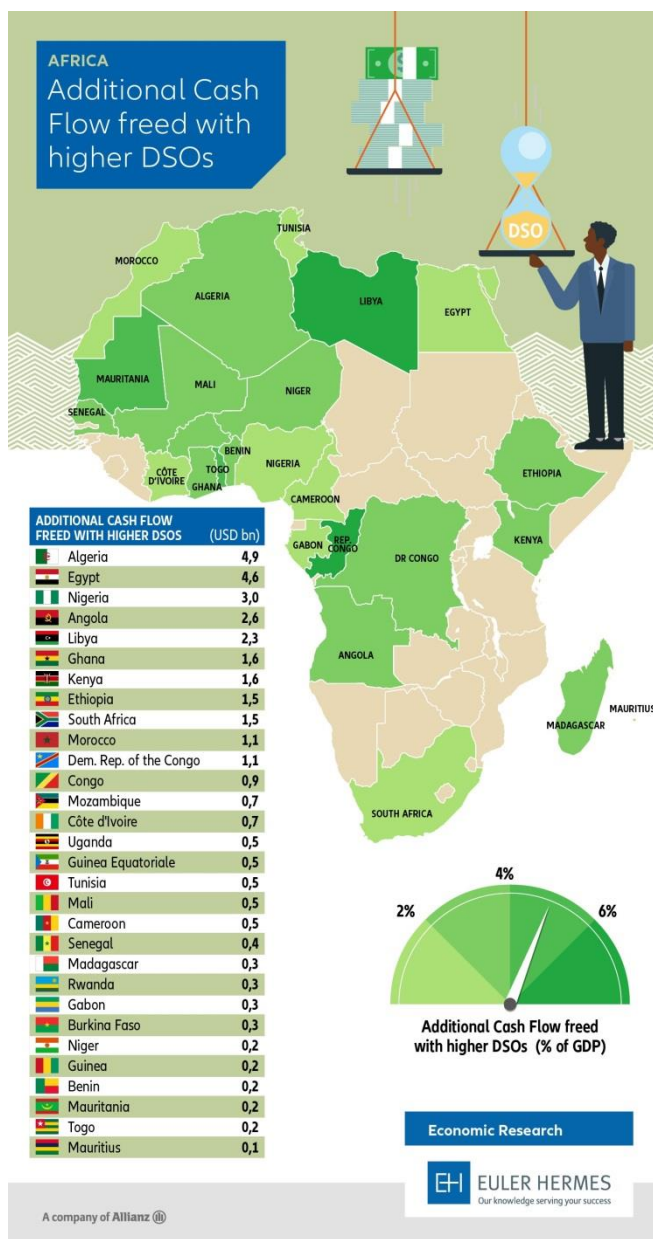 AFRICA
Additional Cash
Flow freed with
higher DSOs
DSO
TUNISIA
MOROCCO
ALGERIA
LIBYA
EGYPT
MAURITANIA
MALI
NIGER
SENEGAL
BENIN
CÔTE
D'IVOIRE
TOGO
GHANA
NIGERIA
ETHIOPIA
CAMEROON
GABON
REP.
CONGO
DR CONGO
KENYA
ANGOLA
MAURITIUS
MADAGASCAR
SOUTH AFRICA
ADDITIONAL CASH FLOW
FREED WITH HIGHER DSOS (USD bn)
Algeria 4,9
Egypt 4,6
Nigeria 3,0
Angola 2,6
Libya 2,3
Ghana 1,6
Kenya 1,6
Ethiopia 1,5
South Africa 1,5
Morocco 1,1
Dem. Rep. of the Congo 1,1
Congo 0,9
Mozambique 0,7
Côte d'Ivoire 0,7
Uganda 0,5
Guinea Equatoriale 0,5
Tunisia 0,5
Mali 0,5
Cameroon 0,5
Senegal 0,4
Madagascar 0,3
Rwanda 0,3
Gabon 0,3
Burkina Faso 0,3
Niger 0,2
Guinea 0,2
Benin 0,2
Mauritania 0,2
Togo 0,2
Mauritius 0,1
2%
4%
6%
Additional Cash Flow freed
with higher DSOs (% of GDP)
Economic Research
EH EULER HERMES
Our knowledge serving your success
A company of Allianz